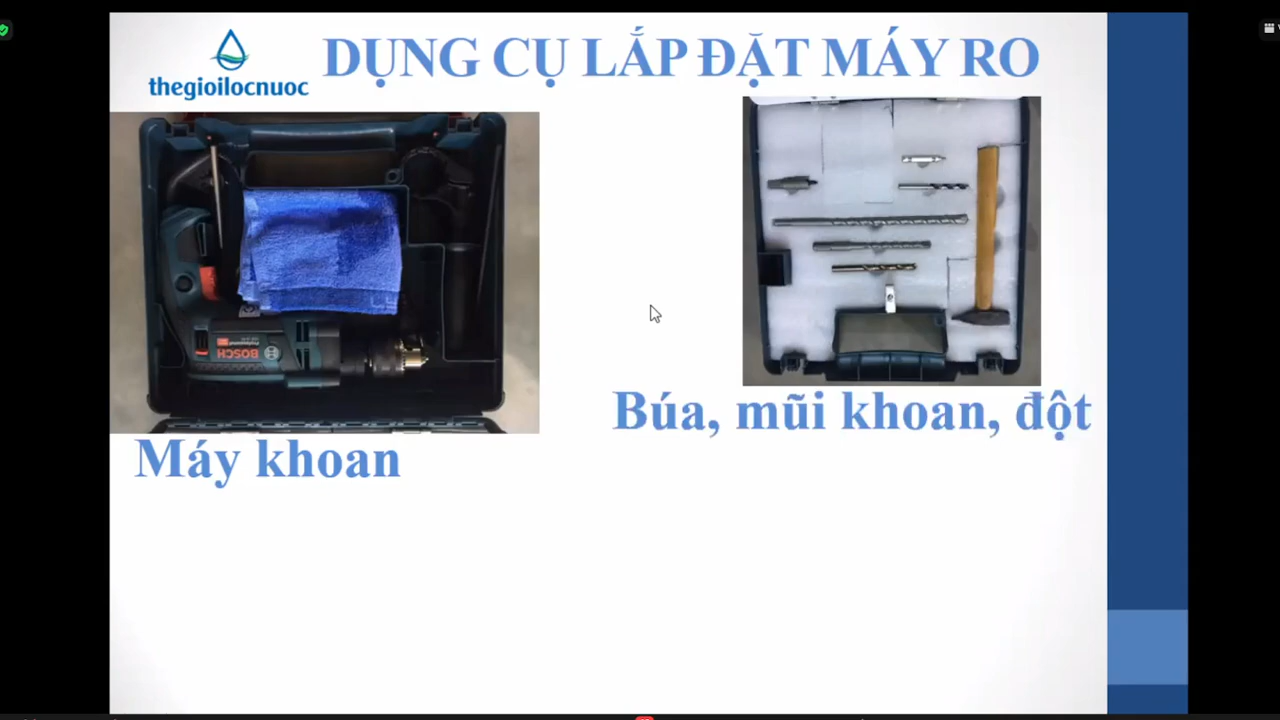 thegioilocnuoc
DỤNG CỤ LẮP ĐẶT MÁY RO
BOSCH
Búa, mũi khoan, đột
Máy khoan